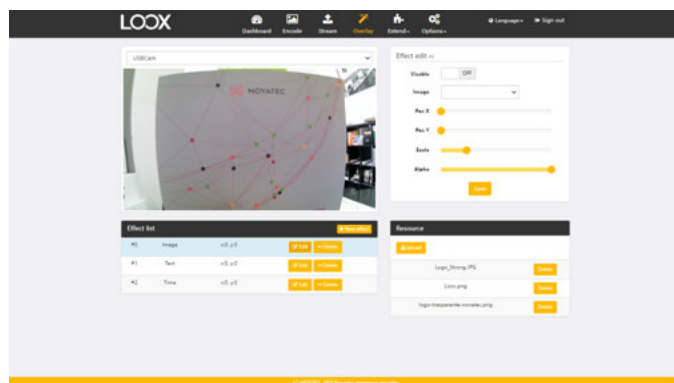 LOOX
Dashboard Encode Stream Overlay Extend Options Language Sign out
USBCam
NOVATEC
Effect edit
Visible OFF
Image
Pos X
Pos Y
Scale
Alpha
Save
Effect list New effect
#0 Image x:0, y:0 Edit Delete
#1 Text x:0, y:0 Edit Delete
#2 Time x:0, y:0 Edit Delete
Resource
Upload
Logo_Strong.JPG Delete
Loox.png Delete
logo-trasparente-novatec.png Delete